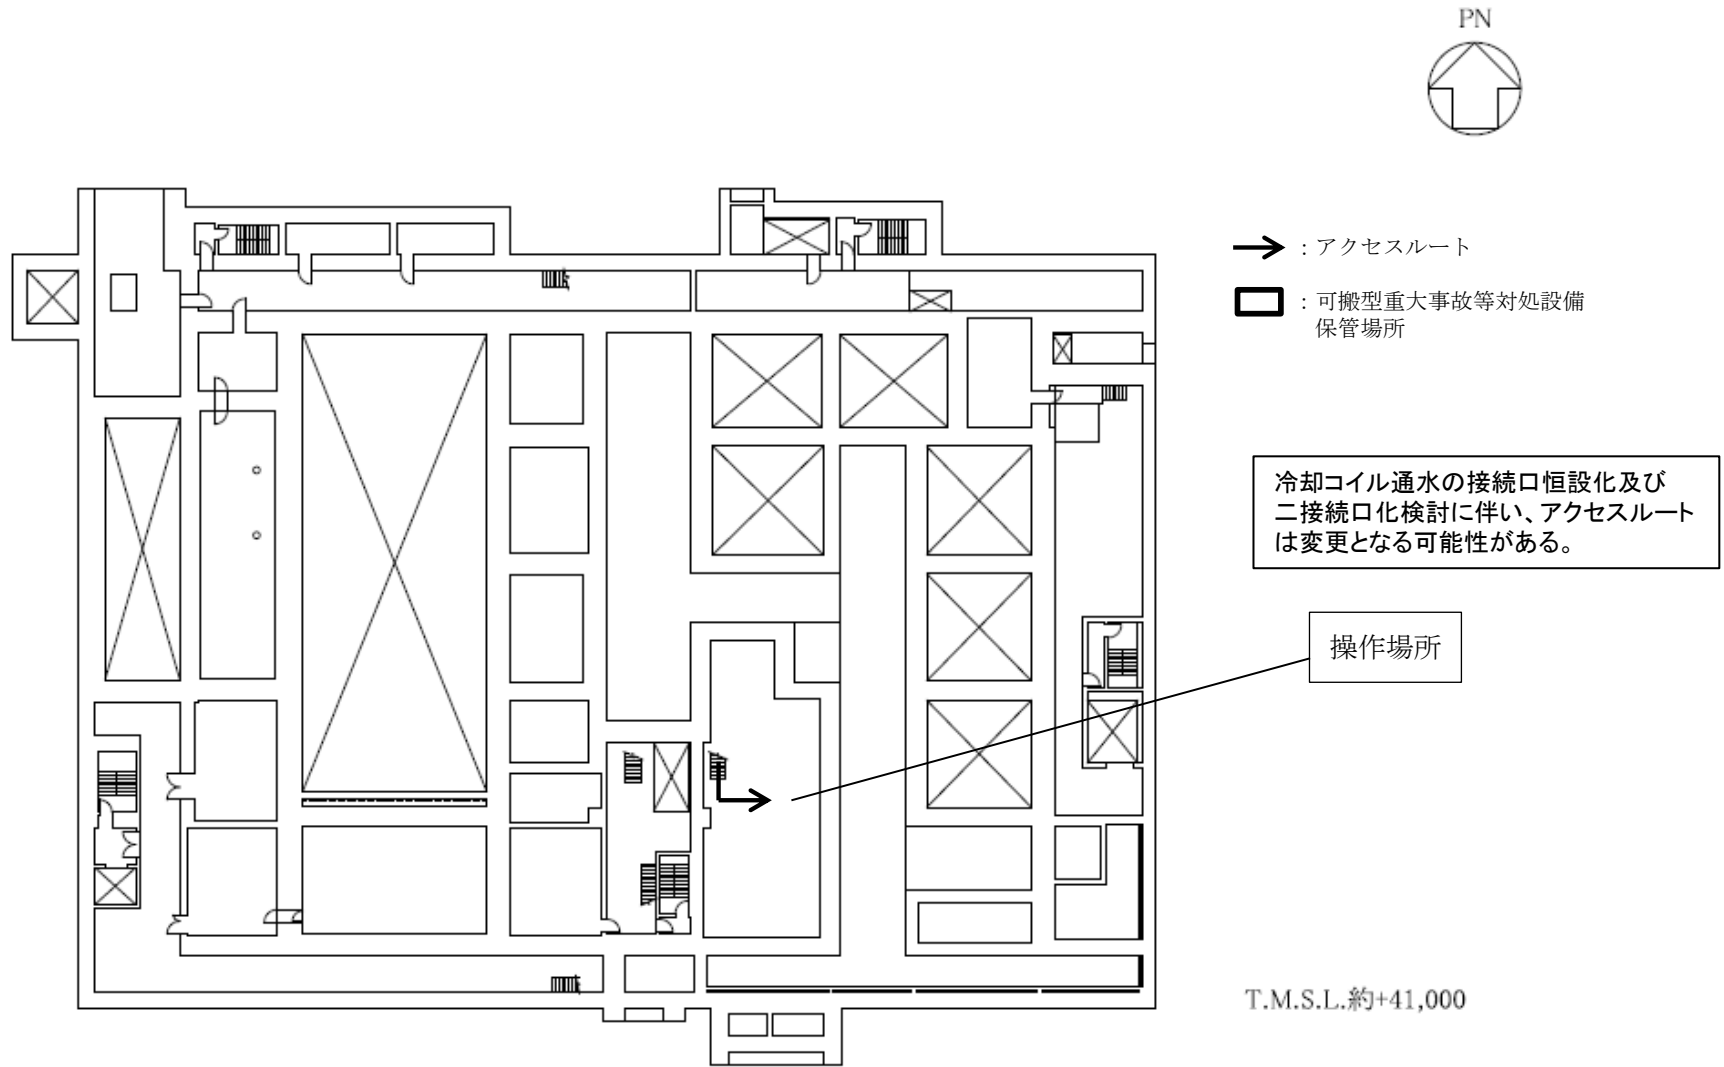 PN
：アクセスルート
：可搬型重大事故等対処設備
保管場所
冷却コイル通水の接続口恒設化及び
二接続口化検討に伴い、アクセスルート
は変更となる可能性がある。
操作場所
T.M.S.L.約+41,000